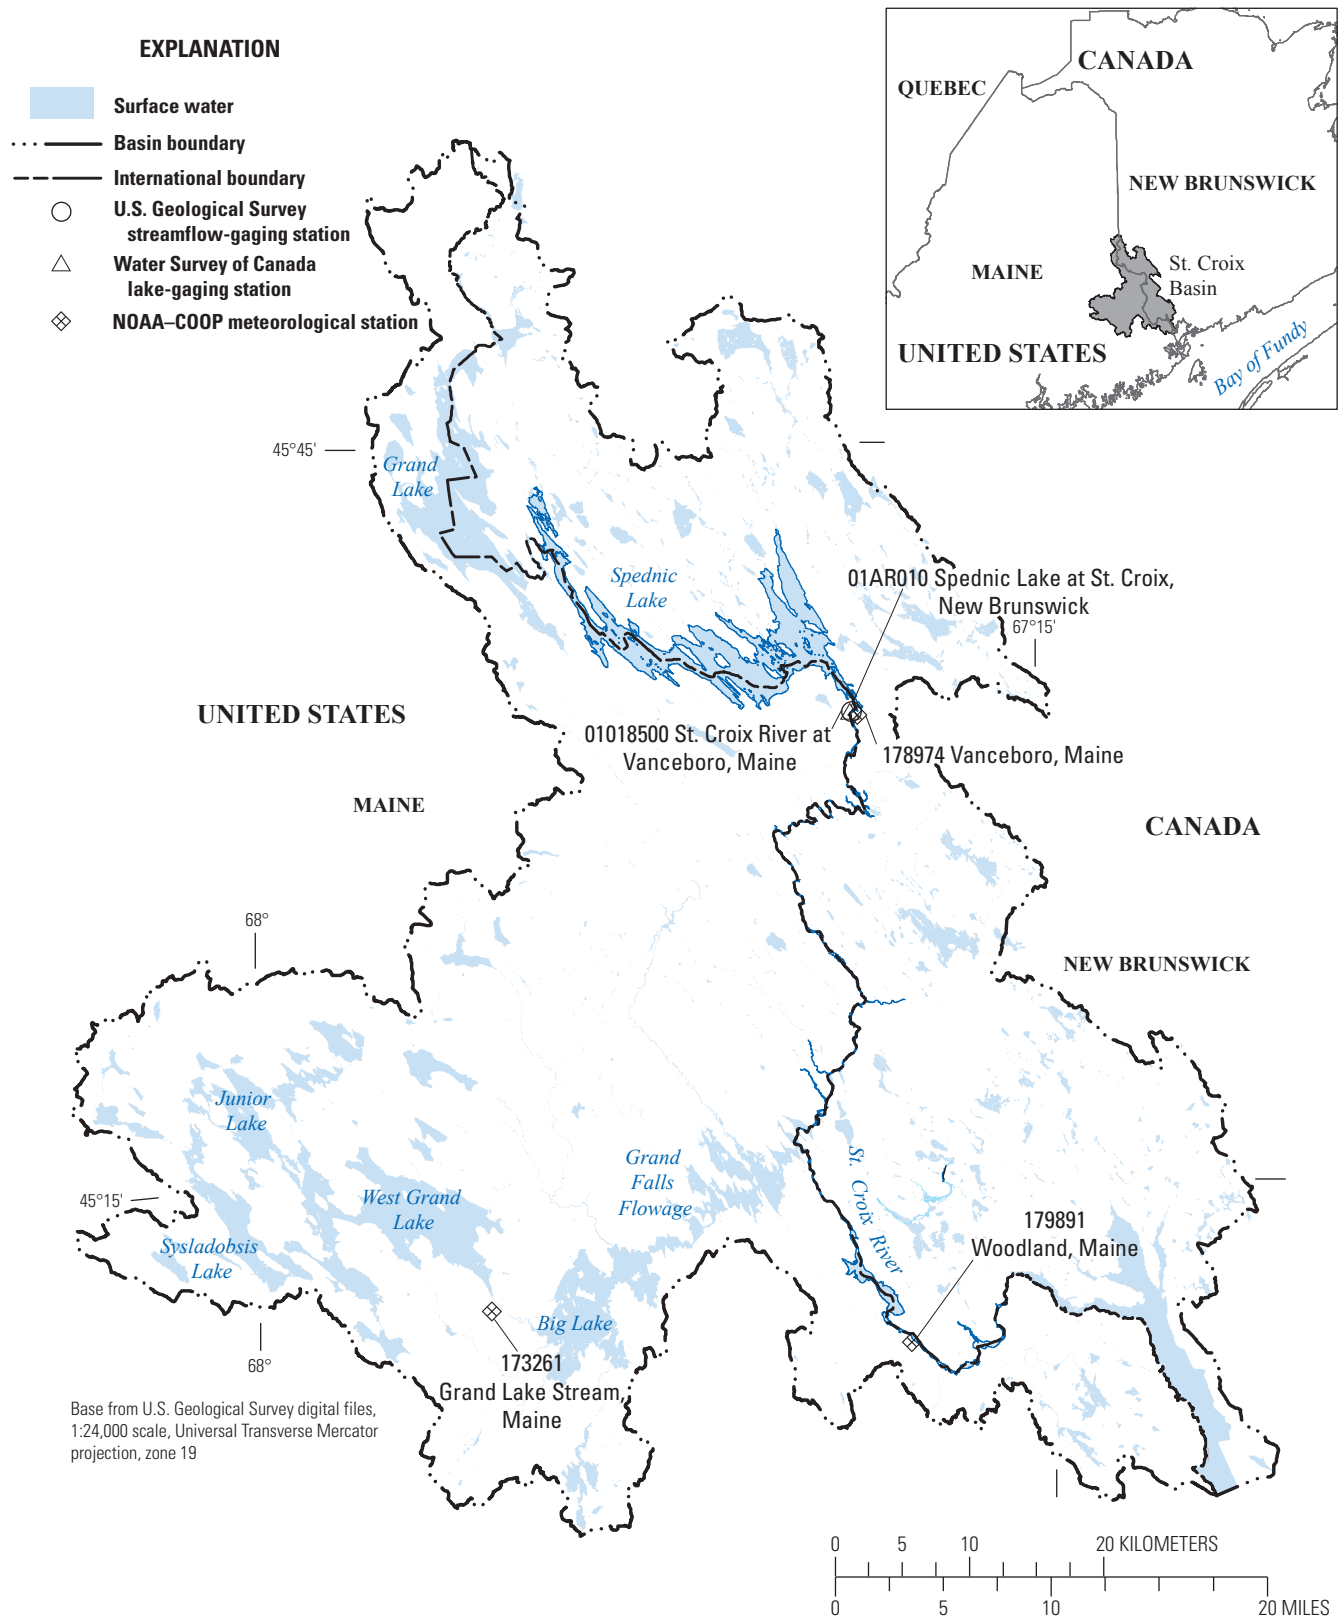 EXPLANATION
Surface water
Basin boundary
International boundary
U.S. Geological Survey
streamflow-gaging station
Water Survey of Canada
lake-gaging station
NOAA–COOP meteorological station
CANADA
QUEBEC
NEW BRUNSWICK
MAINE
St. Croix
Basin
UNITED STATES
Bay of Fundy
45°45'
Grand
Lake
Spednic
Lake
01AR010 Spednic Lake at St. Croix,
New Brunswick
67°15'
UNITED STATES
01018500 St. Croix River at
Vanceboro, Maine
178974 Vanceboro, Maine
MAINE
CANADA
68°
NEW BRUNSWICK
Junior
Lake
Grand
Falls
Flowage
St. Croix River
45°15'
West Grand
Lake
179891
Woodland, Maine
Sysladobsis
Lake
Big Lake
68°
173261
Grand Lake Stream,
Maine
Base from U.S. Geological Survey digital files,
1:24,000 scale, Universal Transverse Mercator
projection, zone 19
0 5 10 20 KILOMETERS
0 5 10 20 MILES